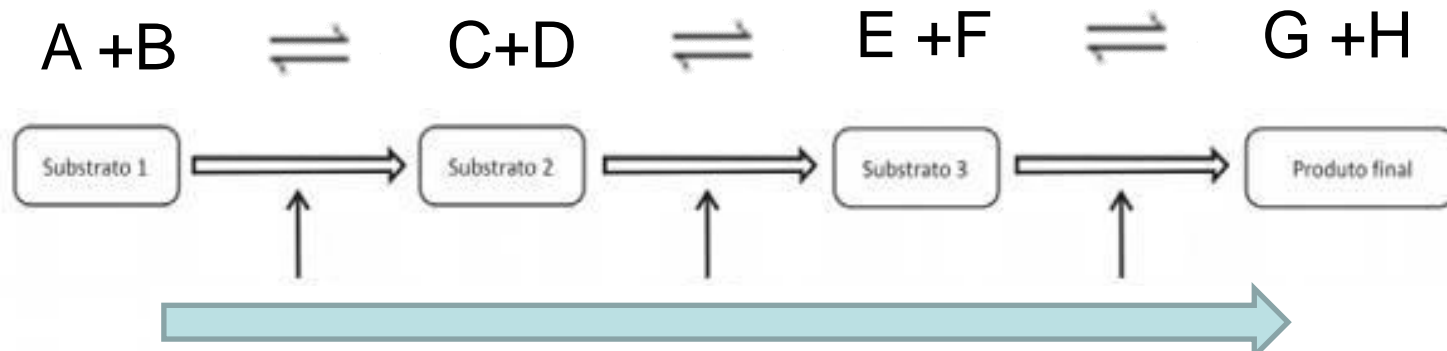 A +B ⇌ C+D ⇌ E +F ⇌ G +H
Substrato 1 Substrato 2 Substrato 3 Produto final